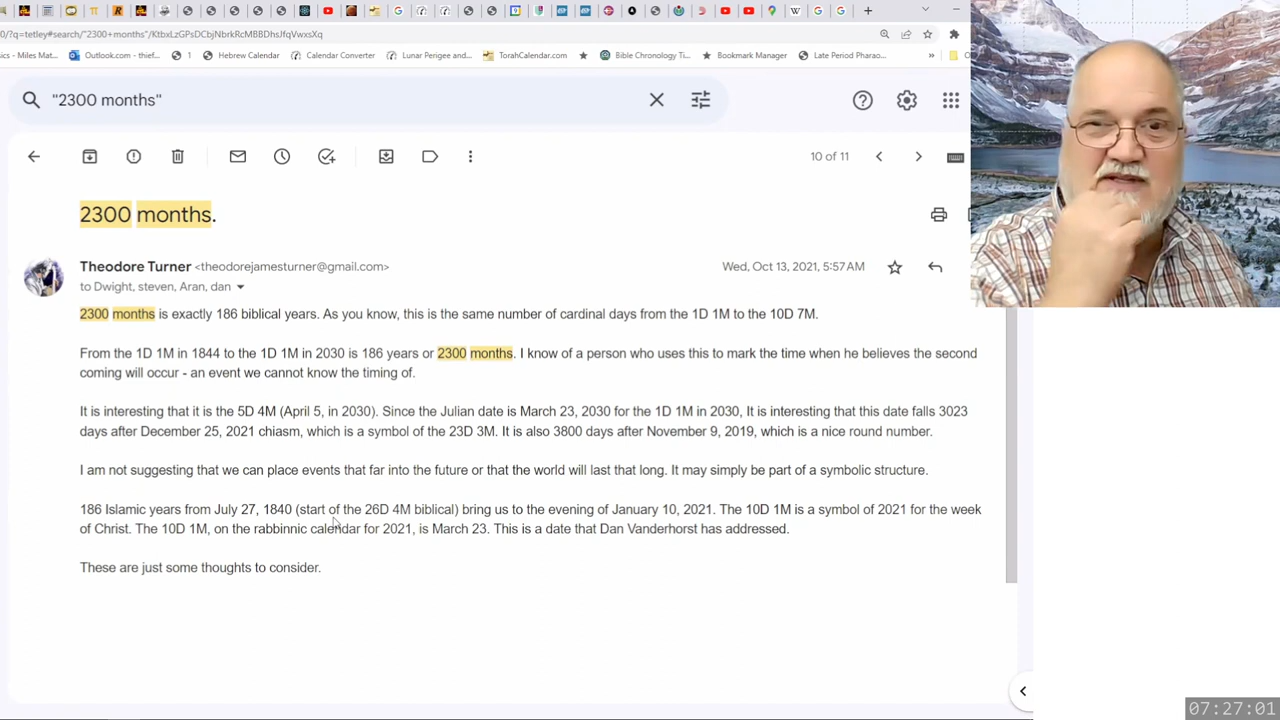 /0/?q=tetley#search/"2300+months"/KtbxLzGPsDCbjNbrkRcMBBDhsJfqVwxsXq
sics - Miles Mat... Outlook.com - thief... 1 Hebrew Calendar Calendar Converter Lunar Perigee and... TorahCalendar.com Bible Chronology Ti... Bookmark Manager Late Period Pharao... »
"2300 months"
10 of 11
2300 months.
Theodore Turner <theodorejamesturner@gmail.com>
Wed, Oct 13, 2021, 5:57 AM
to Dwight, steven, Aran, dan
2300 months is exactly 186 biblical years. As you know, this is the same number of cardinal days from the 1D 1M to the 10D 7M.
From the 1D 1M in 1844 to the 1D 1M in 2030 is 186 years or 2300 months. I know of a person who uses this to mark the time when he believes the second
coming will occur - an event we cannot know the timing of.
It is interesting that it is the 5D 4M (April 5, in 2030). Since the Julian date is March 23, 2030 for the 1D 1M in 2030, It is interesting that this date falls 3023
days after December 25, 2021 chiasm, which is a symbol of the 23D 3M. It is also 3800 days after November 9, 2019, which is a nice round number.
I am not suggesting that we can place events that far into the future or that the world will last that long. It may simply be part of a symbolic structure.
186 Islamic years from July 27, 1840 (start of the 26D 4M biblical) bring us to the evening of January 10, 2021. The 10D 1M is a symbol of 2021 for the week
of Christ. The 10D 1M, on the rabbinnic calendar for 2021, is March 23. This is a date that Dan Vanderhorst has addressed.
These are just some thoughts to consider.
07:27:01